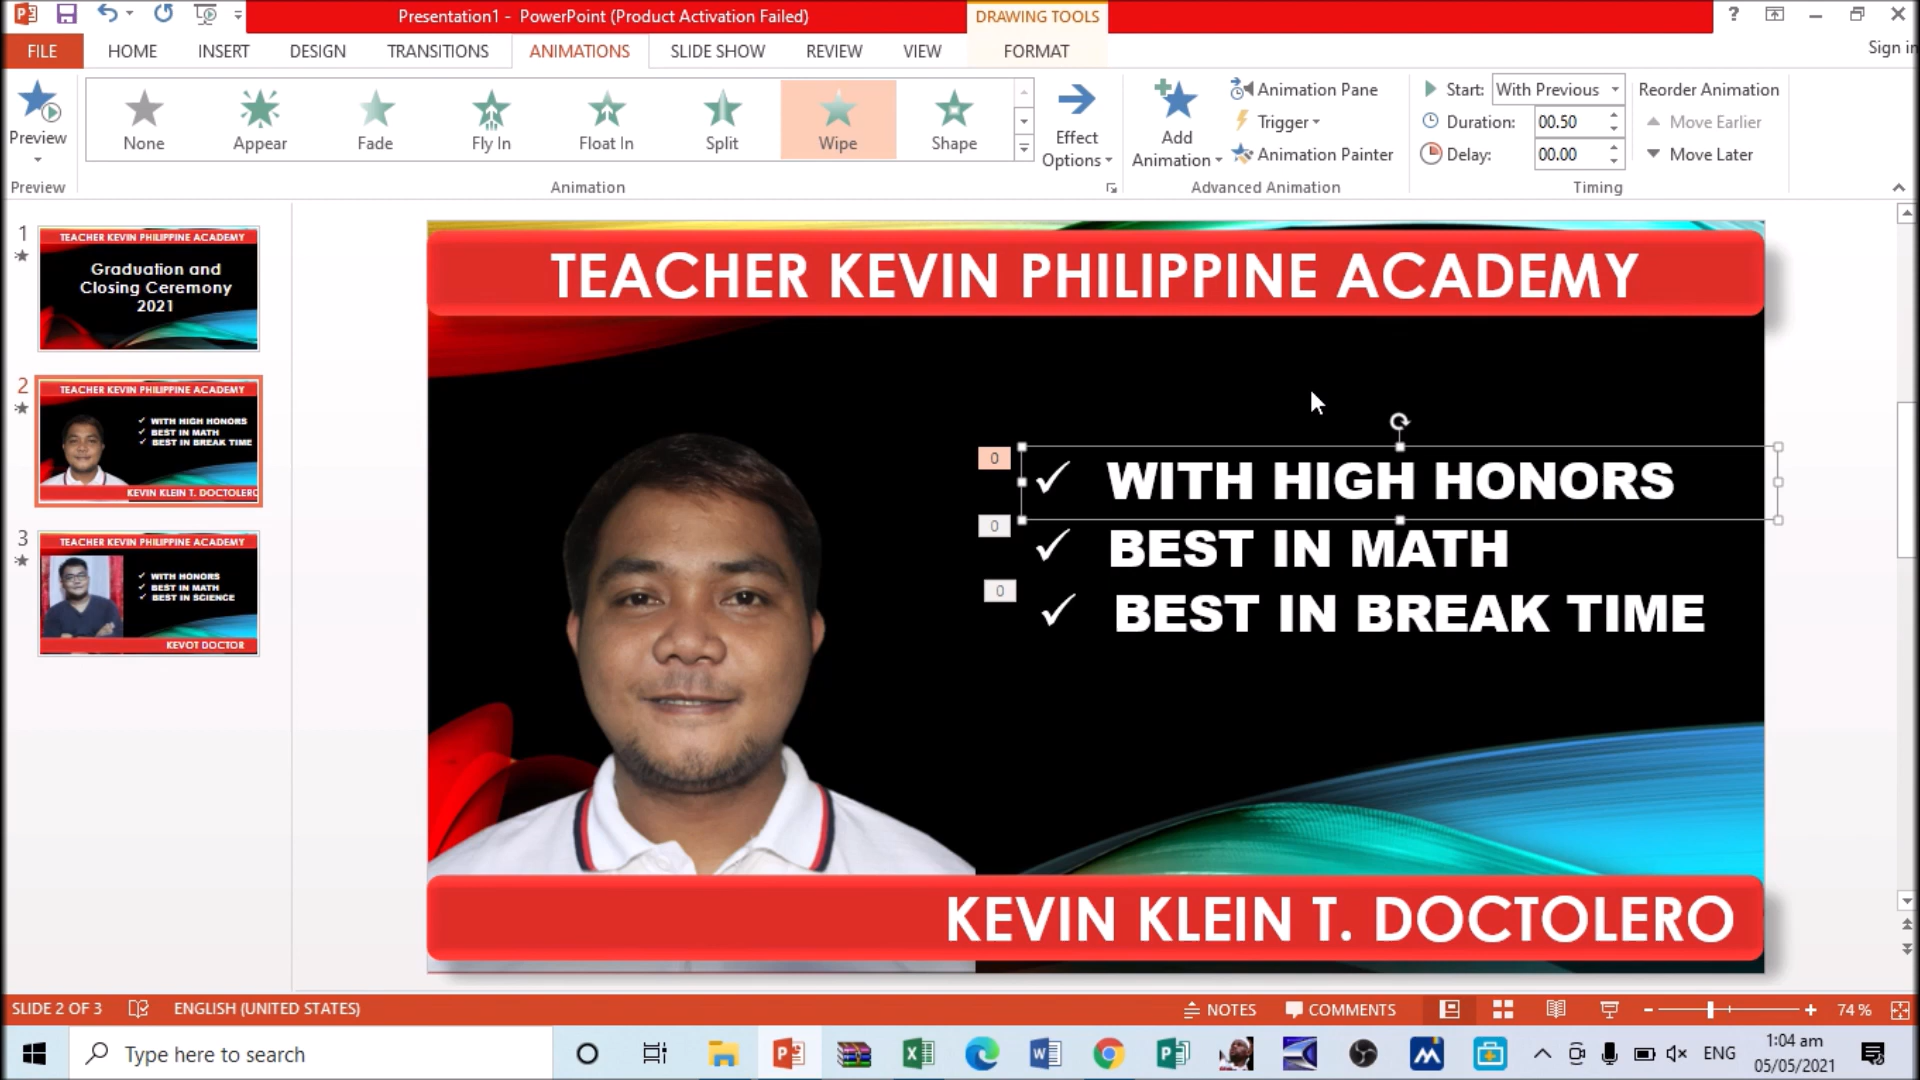 Presentation1 - PowerPoint (Product Activation Failed)
DRAWING TOOLS
?
Sign in
FILE
HOME
INSERT
DESIGN
TRANSITIONS
ANIMATIONS
SLIDE SHOW
REVIEW
VIEW
FORMAT
Preview
None
Appear
Fade
Fly In
Float In
Split
Wipe
Shape
Effect
Options
Add
Animation
Animation Pane
Trigger
Animation Painter
Start: With Previous
Duration: 00.50
Delay: 00.00
Reorder Animation
Move Earlier
Move Later
Preview
Animation
Advanced Animation
Timing
1
TEACHER KEVIN PHILIPPINE ACADEMY
Graduation and
Closing Ceremony
2021
2
TEACHER KEVIN PHILIPPINE ACADEMY
✓ WITH HIGH HONORS
✓ BEST IN MATH
✓ BEST IN BREAK TIME
KEVIN KLEIN T. DOCTOLERO
3
TEACHER KEVIN PHILIPPINE ACADEMY
✓ WITH HONORS
✓ BEST IN MATH
✓ BEST IN SCIENCE
KEVOT DOCTOR
TEACHER KEVIN PHILIPPINE ACADEMY
0
✓ WITH HIGH HONORS
0
✓ BEST IN MATH
0
✓ BEST IN BREAK TIME
KEVIN KLEIN T. DOCTOLERO
SLIDE 2 OF 3
ENGLISH (UNITED STATES)
NOTES
COMMENTS
74 %
Type here to search
ENG
1:04 am
05/05/2021